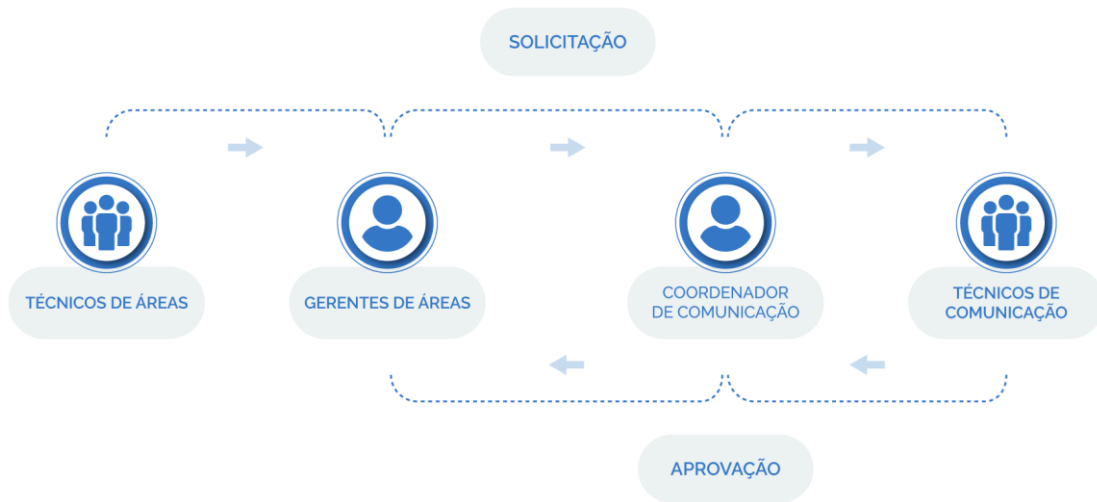 SOLICITAÇÃO
TÉCNICOS DE ÁREAS
GERENTES DE ÁREAS
COORDENADOR
DE COMUNICAÇÃO
TÉCNICOS DE
COMUNICAÇÃO
APROVAÇÃO